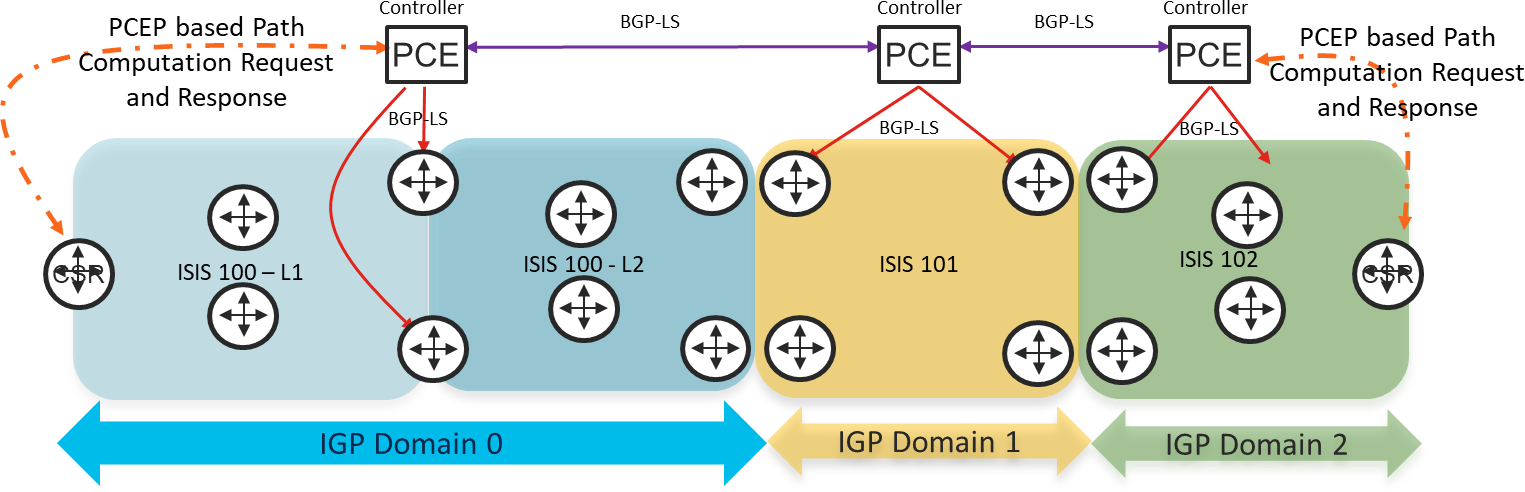 Controller
BGP-LS
Controller
BGP-LS
Controller
PCEP based Path
Computation Request
and Response
PCE
PCE
PCE
PCEP based Path
Computation Request
and Response
BGP-LS
BGP-LS
BGP-LS
CSR
ISIS 100 – L1
ISIS 100 - L2
ISIS 101
ISIS 102
CSR
IGP Domain 0
IGP Domain 1
IGP Domain 2